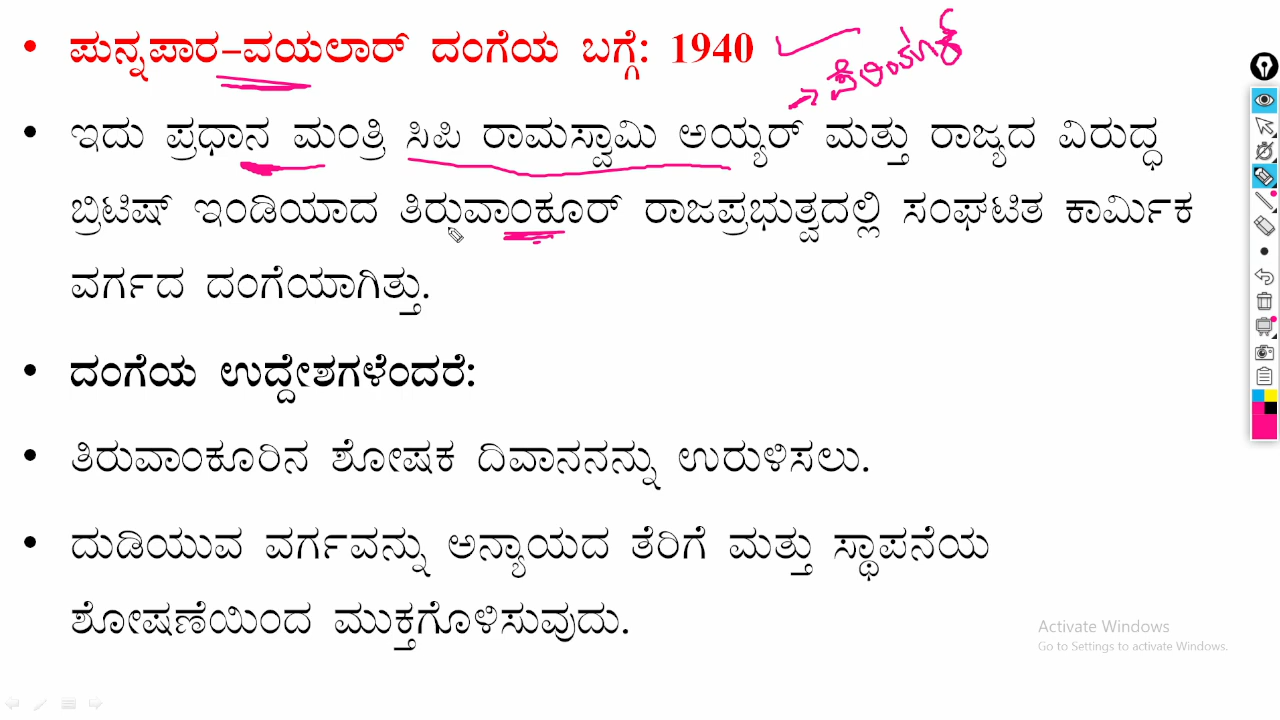 • ಪುನ್ನಪಾರ-ವಯಲಾರ್ ದಂಗೆಯ ಬಗ್ಗೆ: 1940
• ಇದು ಪ್ರಧಾನ ಮಂತ್ರಿ ಸಿಪಿ ರಾಮಸ್ವಾಮಿ ಅಯ್ಯರ್ ಮತ್ತು ರಾಜ್ಯದ ವಿರುದ್ಧ
ಬ್ರಿಟಿಷ್ ಇಂಡಿಯಾದ ತಿರುವಾಂಕೂರ್ ರಾಜಪ್ರಭುತ್ವದಲ್ಲಿ ಸಂಘಟಿತ ಕಾರ್ಮಿಕ
ವರ್ಗದ ದಂಗೆಯಾಗಿತ್ತು.
• ದಂಗೆಯ ಉದ್ದೇಶಗಳೆಂದರೆ:
• ತಿರುವಾಂಕೂರಿನ ಶೋಷಕ ದಿವಾನನನ್ನು ಉರುಳಿಸಲು.
• ದುಡಿಯುವ ವರ್ಗವನ್ನು ಅನ್ಯಾಯದ ತೆರಿಗೆ ಮತ್ತು ಸ್ಥಾಪನೆಯ
ಶೋಷಣೆಯಿಂದ ಮುಕ್ತಗೊಳಿಸುವುದು.
Activate Windows
Go to Settings to activate Windows.